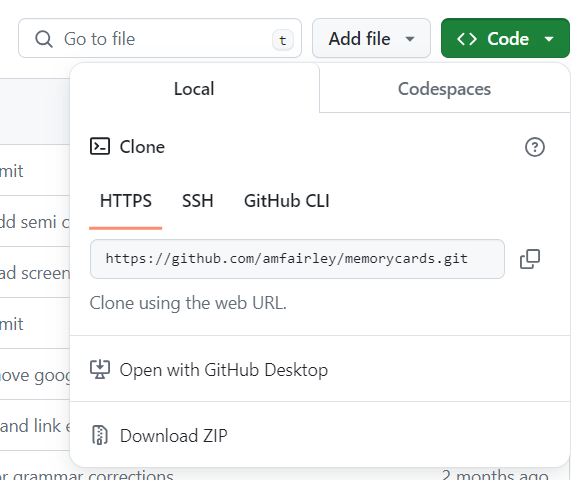 Go to file t Add file Code
Local Codespaces
Clone
mit
HTTPS SSH GitHub CLI
dd semi c
https://github.com/amfairley/memorycards.git
ad screen
Clone using the web URL.
mit
ove goog
Open with GitHub Desktop
and link e
Download ZIP
or grammar corrections 2 months ago